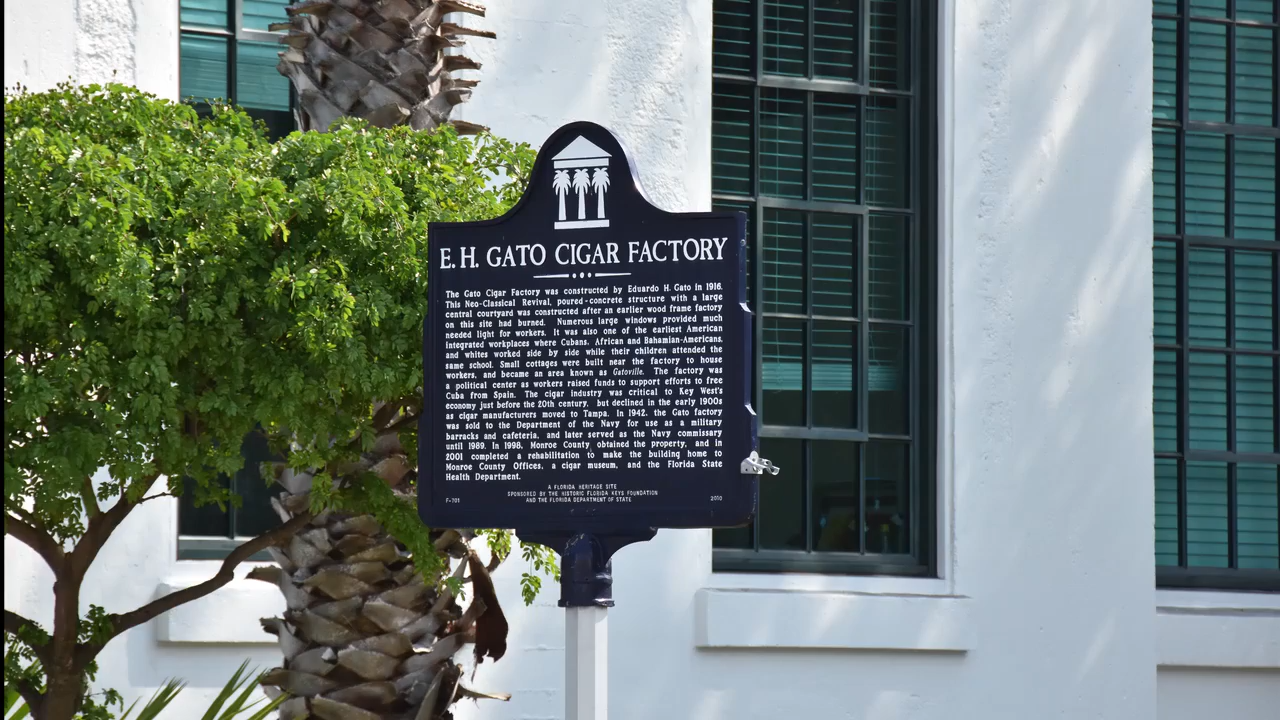 E. H. GATO CIGAR FACTORY
The Gato Cigar Factory was constructed by Eduardo H. Gato in 1916.
This Neo-Classical Revival, poured-concrete structure with a large
central courtyard was constructed after an earlier wood frame factory
on this site had burned. Numerous large windows provided much
needed light for workers. It was also one of the earliest American
integrated workplaces where Cubans, African and Bahamian-Americans,
and whites worked side by side while their children attended the
same school. Small cottages were built near the factory to house
workers, and became an area known as Gatoville. The factory was
a political center as workers raised funds to support efforts to free
Cuba from Spain. The cigar industry was critical to Key West's
economy just before the 20th century, but declined in the early 1900s
as cigar manufacturers moved to Tampa. In 1942, the Gato factory
was sold to the Department of the Navy for use as a military
barracks and cafeteria, and later served as the Navy commissary
until 1989. In 1998, Monroe County obtained the property, and in
2001 completed a rehabilitation to make the building home to
Monroe County Offices, a cigar museum, and the Florida State
Health Department.
A FLORIDA HERITAGE SITE
SPONSORED BY THE HISTORIC FLORIDA KEYS FOUNDATION
F-701 AND THE FLORIDA DEPARTMENT OF STATE 2010